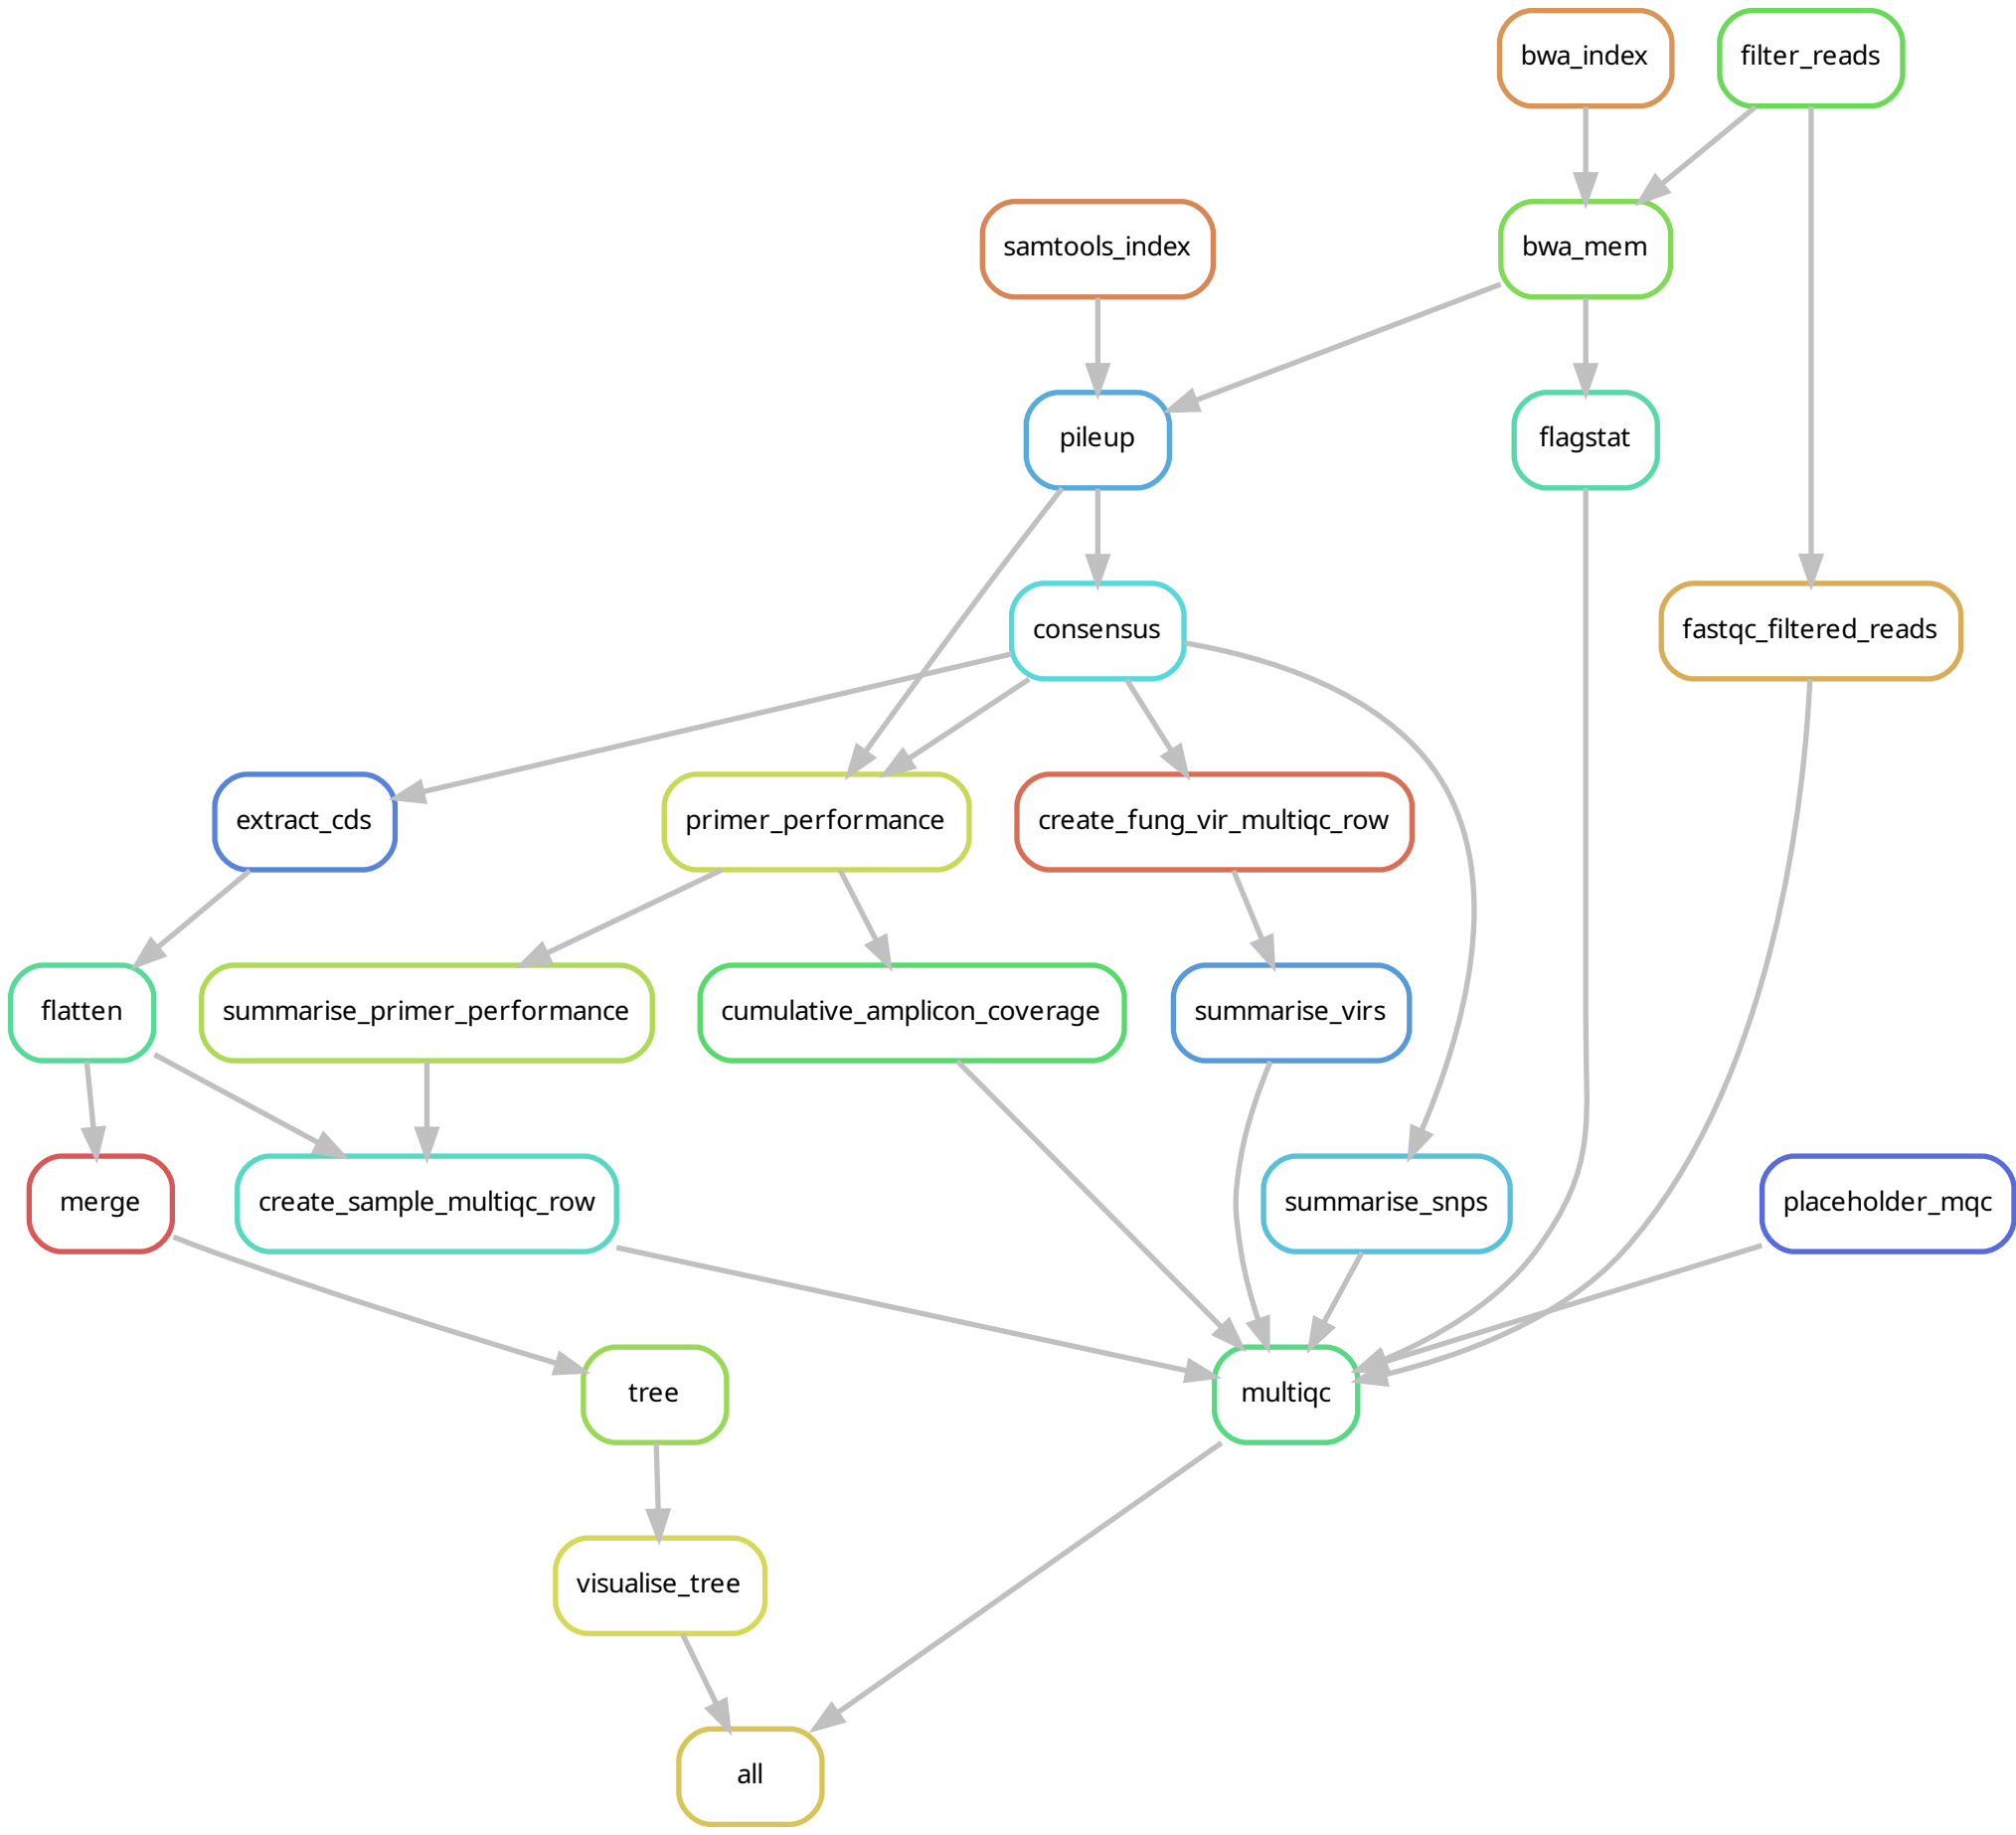 bwa_index
filter_reads
samtools_index
bwa_mem
pileup
flagstat
consensus
fastqc_filtered_reads
extract_cds
primer_performance
create_fung_vir_multiqc_row
flatten
summarise_primer_performance
cumulative_amplicon_coverage
summarise_virs
merge
create_sample_multiqc_row
summarise_snps
placeholder_mqc
tree
multiqc
visualise_tree
all